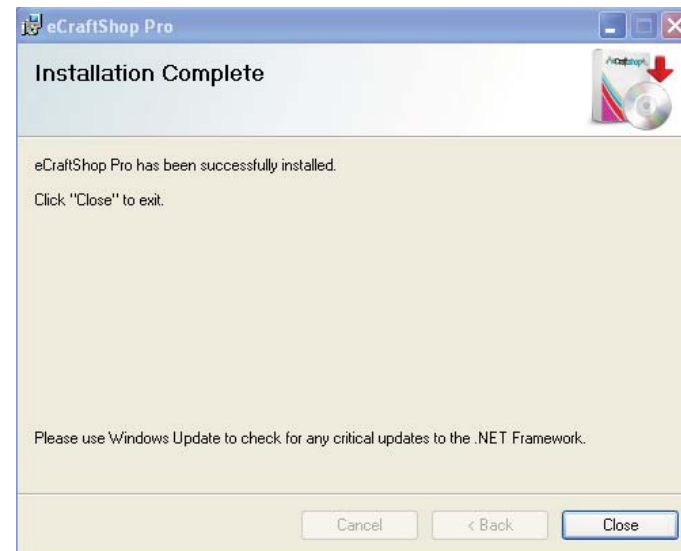 eCraftShop Pro
Installation Complete
eCraftShop Pro has been successfully installed.
Click "Close" to exit.
Please use Windows Update to check for any critical updates to the .NET Framework.
Cancel
< Back
Close